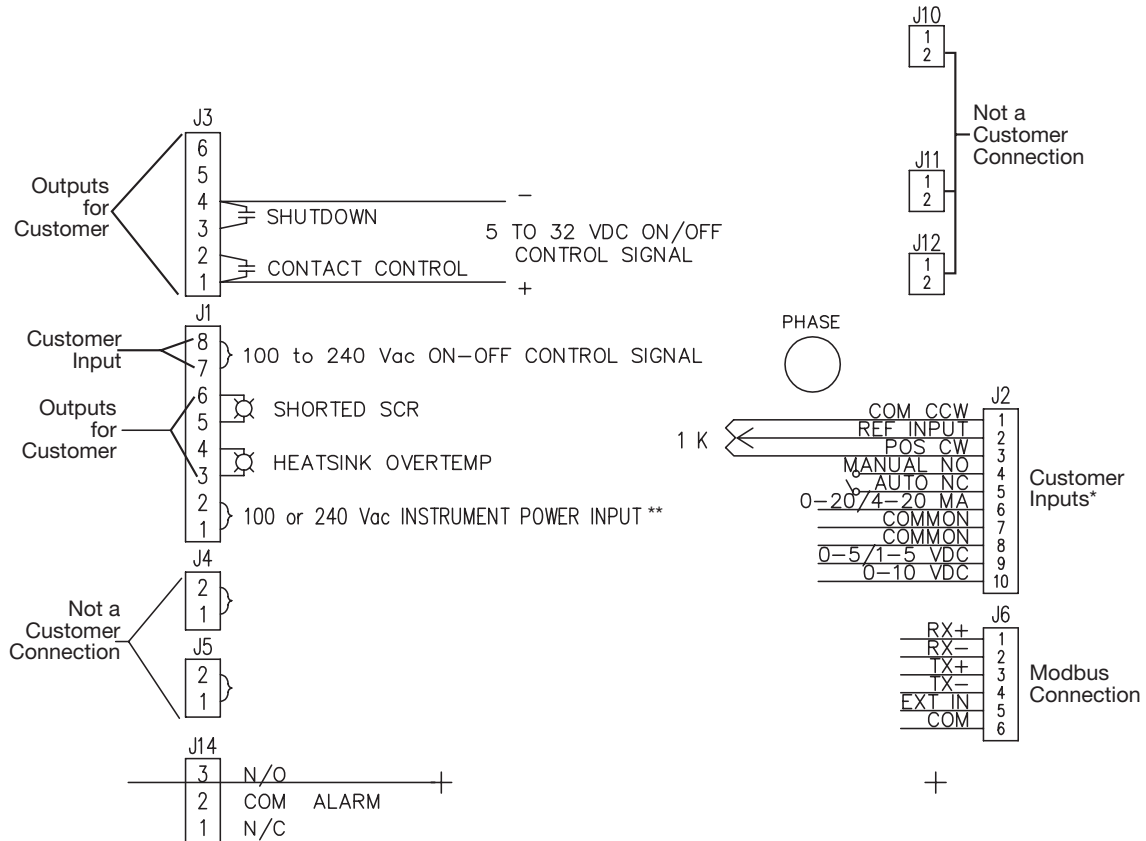 J3
6
5
4
3
2
1
Outputs
for
Customer
SHUTDOWN
CONTACT CONTROL
−
5 TO 32 VDC ON/OFF
CONTROL SIGNAL
+
J1
8
7
6
5
4
3
2
1
Customer
Input
100 to 240 Vac ON-OFF CONTROL SIGNAL
Outputs
for
Customer
SHORTED SCR
HEATSINK OVERTEMP
100 or 240 Vac INSTRUMENT POWER INPUT **
J4
2
1
Not a
Customer
Connection
J5
2
1
J14
3 N/O
2 COM ALARM
1 N/C
J10
1
2
J11
1
2
J12
1
2
Not a
Customer
Connection
PHASE
J2
1 K
COM CCW 1
REF INPUT 2
POS CW 3
MANUAL NO 4
AUTO NC 5
0-20/4-20 MA 6
COMMON 7
COMMON 8
0-5/1-5 VDC 9
0-10 VDC 10
Customer
Inputs*
J6
RX+ 1
RX- 2
TX+ 3
TX- 4
EXT IN 5
COM 6
Modbus
Connection